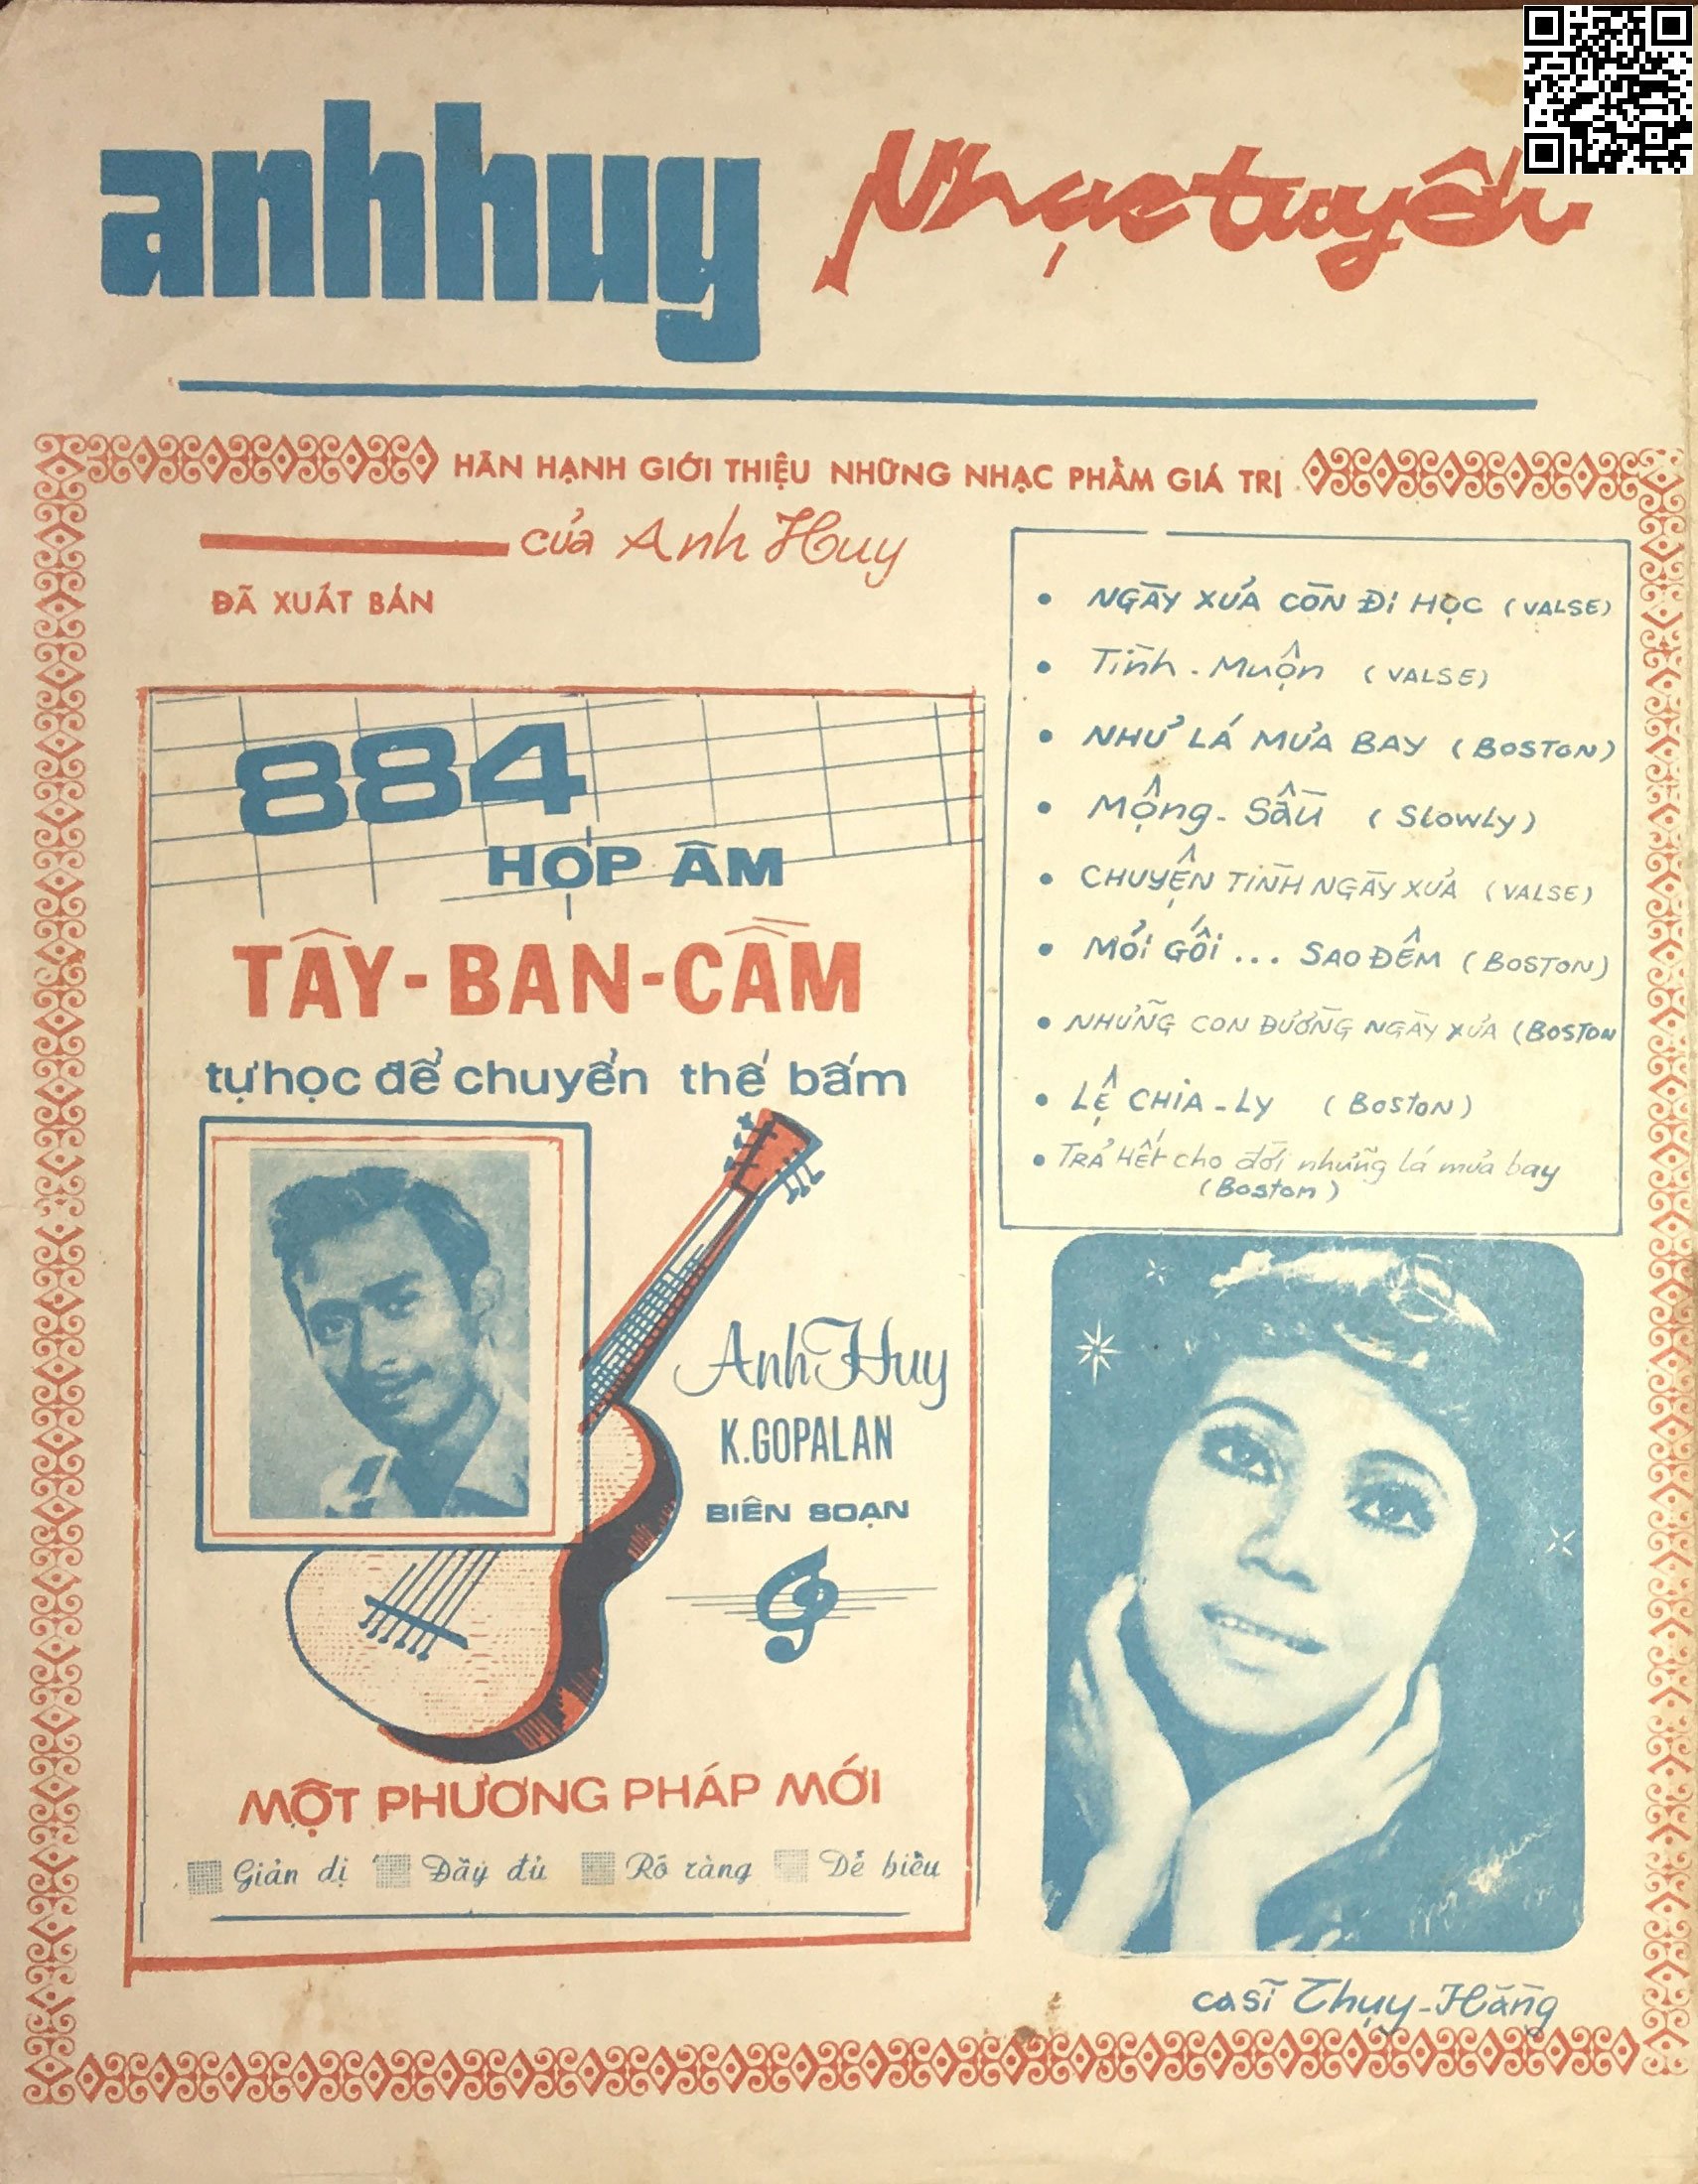 anhhuy Nhạc tuyển
HÂN HẠNH GIỚI THIỆU NHỮNG NHẠC PHẨM GIÁ TRỊ
của Anh Huy
ĐÃ XUẤT BẢN
884
HỢP ÂM
TÂY-BAN-CẦM
tự học để chuyển thế bấm
Anh Huy
K.GOPALAN
BIÊN SOẠN
MỘT PHƯƠNG PHÁP MỚI
Giản dị Đầy đủ Rõ ràng Dễ hiểu
• NGÀY XƯA CÒN ĐI HỌC (VALSE)
• Tình - Muộn (VALSE)
• NHƯ LÁ MƯA BAY (BOSTON)
• Mộng - Sầu (Slowly)
• CHUYỆN TÌNH NGÀY XƯA (VALSE)
• MỎI GỐI ... SAO ĐÊM (BOSTON)
• NHỮNG CON ĐƯỜNG NGÀY XƯA (BOSTON
• LỆ CHIA - LY (BOSTON)
• TRẢ HẾT cho đời những lá mưa bay
(Boston)
ca sĩ Thụy-Hằng